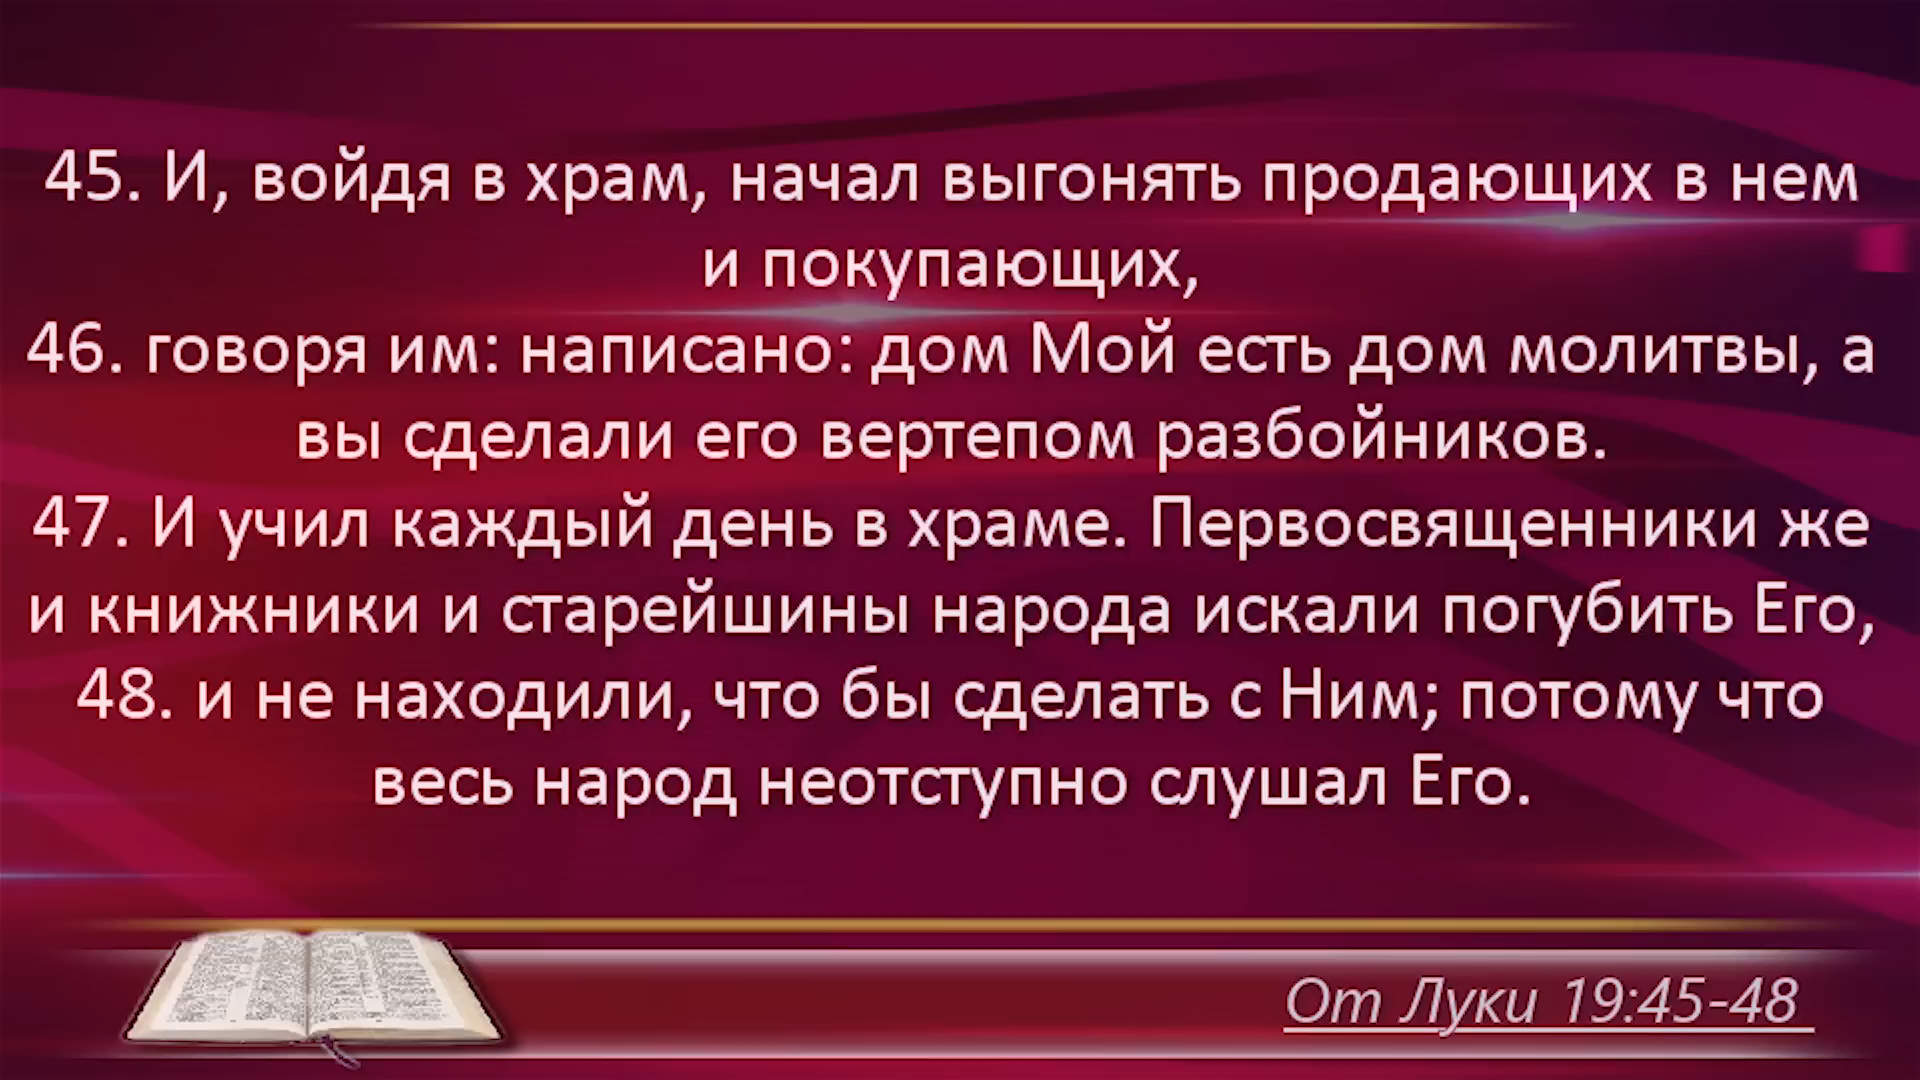 45. И, войдя в храм, начал выгонять продающих в нем
и покупающих,
46. говоря им: написано: дом Мой есть дом молитвы, а
вы сделали его вертепом разбойников.
47. И учил каждый день в храме. Первосвященники же
и книжники и старейшины народа искали погубить Его,
48. и не находили, что бы сделать с Ним; потому что
весь народ неотступно слушал Его.
От Луки 19:45-48